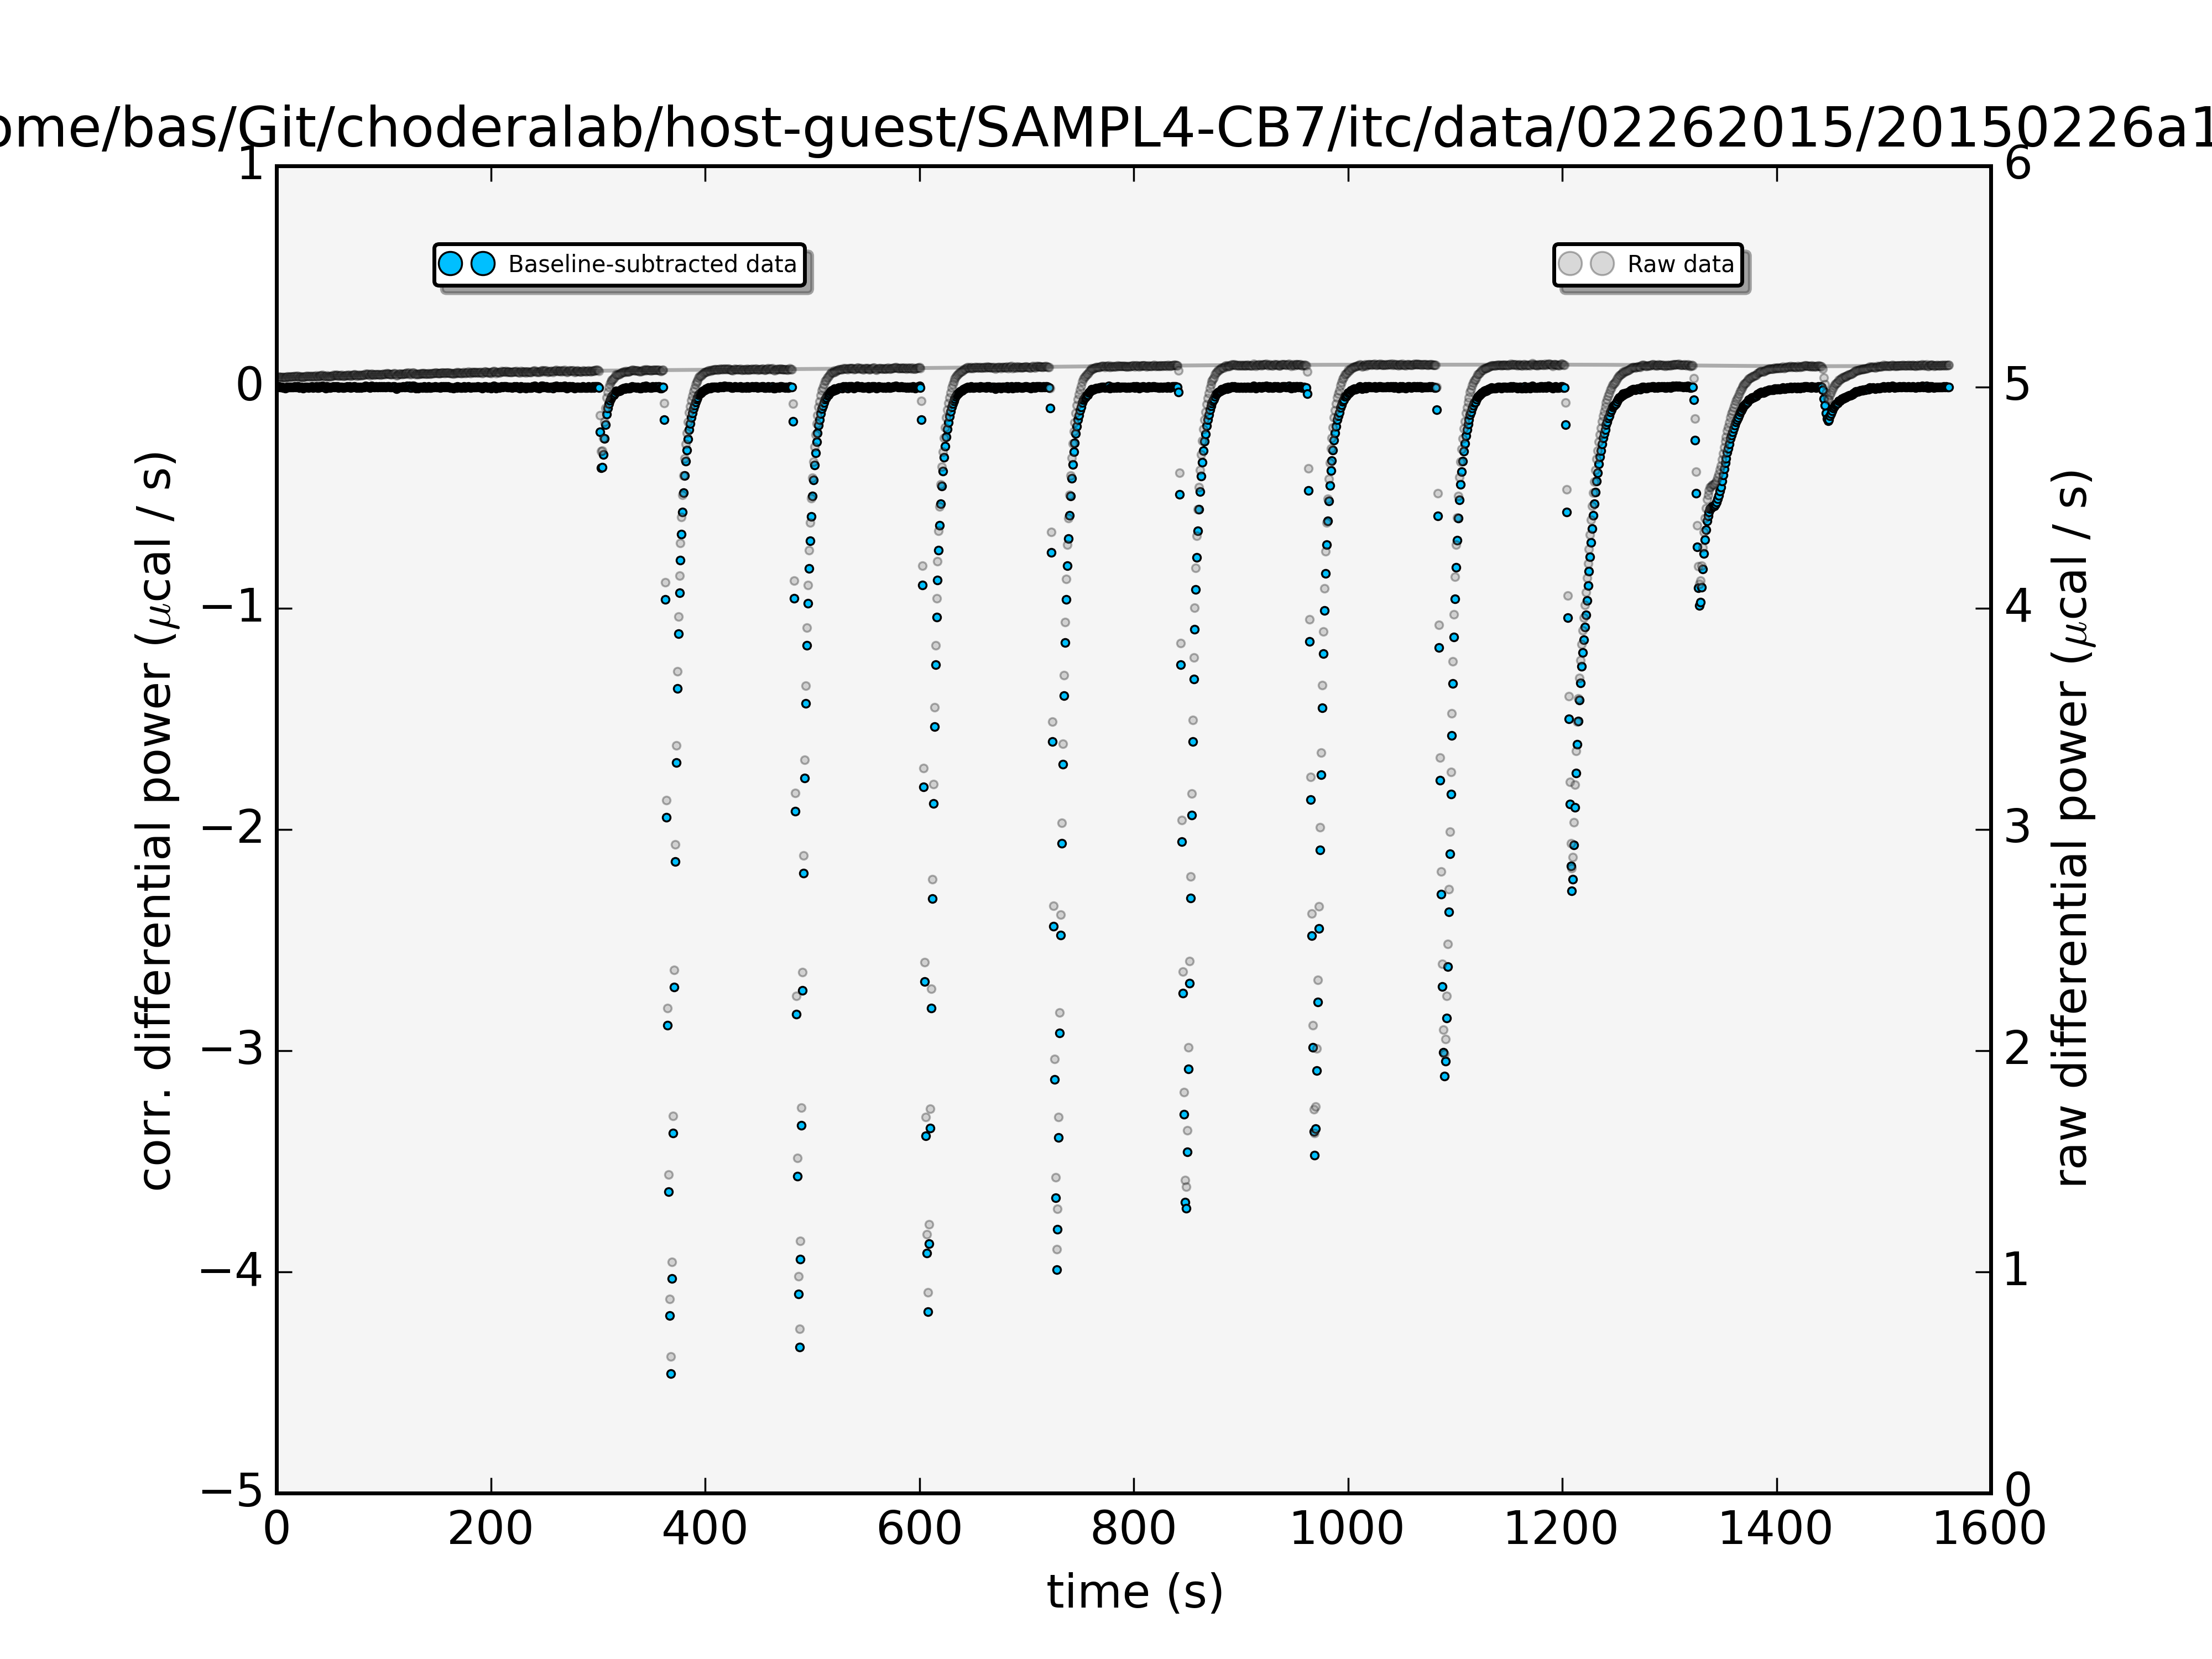 ome/bas/Git/choderalab/host-guest/SAMPL4-CB7/itc/data/02262015/20150226a1
1
0
−1
−2
−3
−4
−5
corr. differential power (μcal / s)
Baseline-subtracted data
Raw data
6
5
4
3
2
1
0
raw differential power (μcal / s)
0 200 400 600 800 1000 1200 1400 1600
time (s)